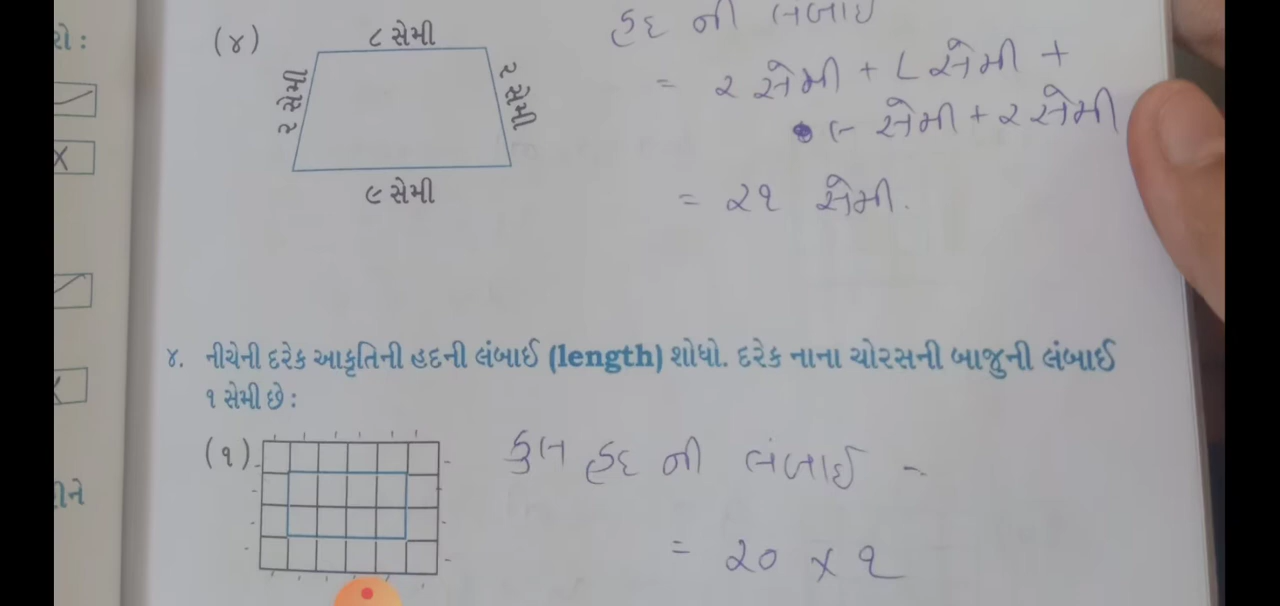 (૪)
૮ સેમી
૨ સેમી
૨ સેમી
૯ સેમી
હદ ની લંબાઈ
= ૨ સેમી + ૮ સેમી +
૯ સેમી + ૨ સેમી
= ૨૧ સેમી.
૪. નીચેની દરેક આકૃતિની હદની લંબાઈ (length) શોધો. દરેક નાના ચોરસની બાજુની લંબાઈ
૧ સેમી છે :
(૧)
કુલ હદ ની લંબાઈ -
= ૨૦ x ૧